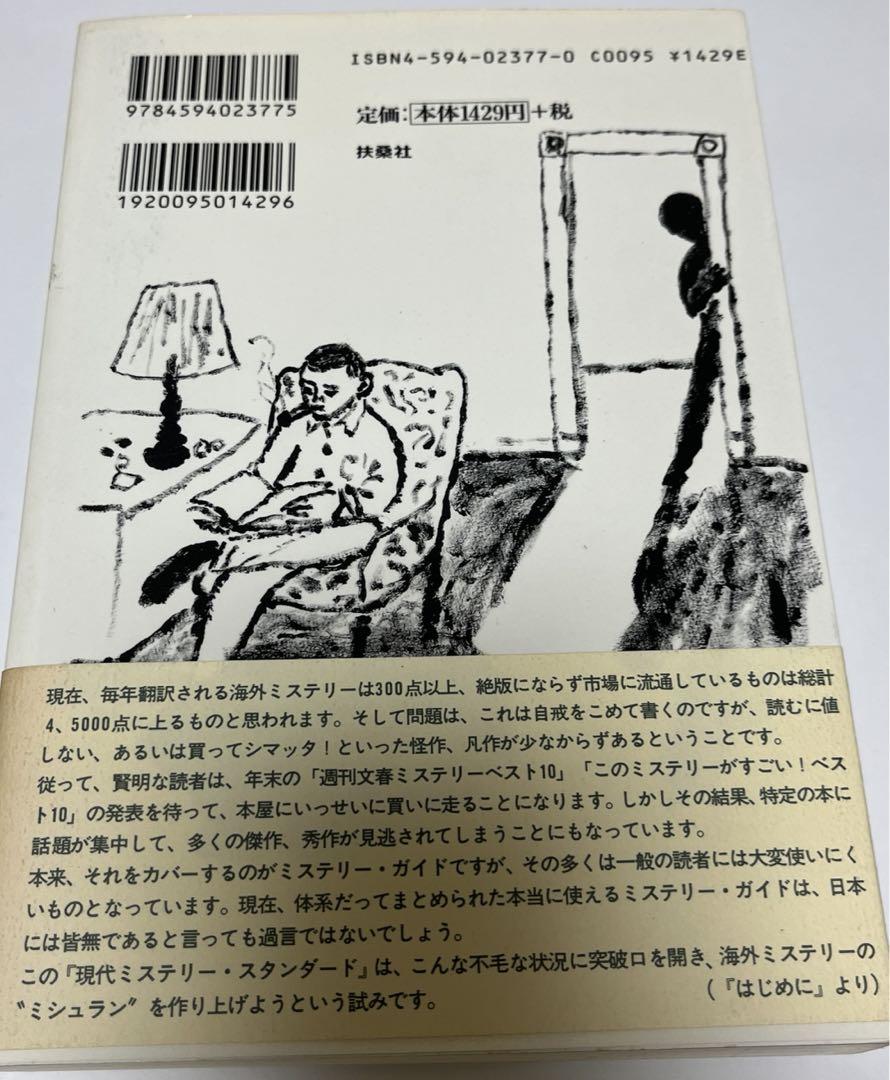 ISBN4-594-02377-0 C0095 ¥1429E
9784594023775
定価:本体1429円+税
扶桑社
1920095014296
現在、毎年翻訳される海外ミステリーは300点以上、絶版にならず市場に流通しているものは総計
4、5000点に上るものと思われます。そして問題は、これは自戒をこめて書くのですが、読むに値
しない、あるいは買ってシマッタ!といった怪作、凡作が少なからずあるということです。
従って、賢明な読者は、年末の「週刊文春ミステリーベスト10」「このミステリーがすごい!ベス
ト10」の発表を待って、本屋にいっせいに買いに走ることになります。しかしその結果、特定の本に
話題が集中して、多くの傑作、秀作が見逃されてしまうことにもなっています。
本来、それをカバーするのがミステリー・ガイドですが、その多くは一般の読者には大変使いにく
いものとなっています。現在、体系だってまとめられた本当に使えるミステリー・ガイドは、日本
には皆無であると言っても過言ではないでしょう。
この『現代ミステリー・スタンダード』は、こんな不毛な状況に突破口を開き、海外ミステリーの
〝ミシュラン〟を作り上げようという試みです。
(『はじめに』より)